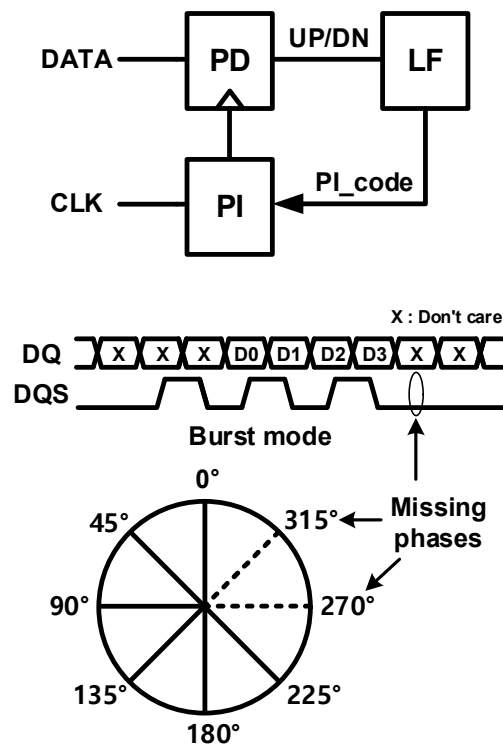 UP/DN
DATA PD LF
CLK PI PI_code
X : Don't care
DQ X X X D0 D1 D2 D3 X X
DQS
Burst mode
0°
45° 315° Missing
phases
90° 270°
135° 225°
180°